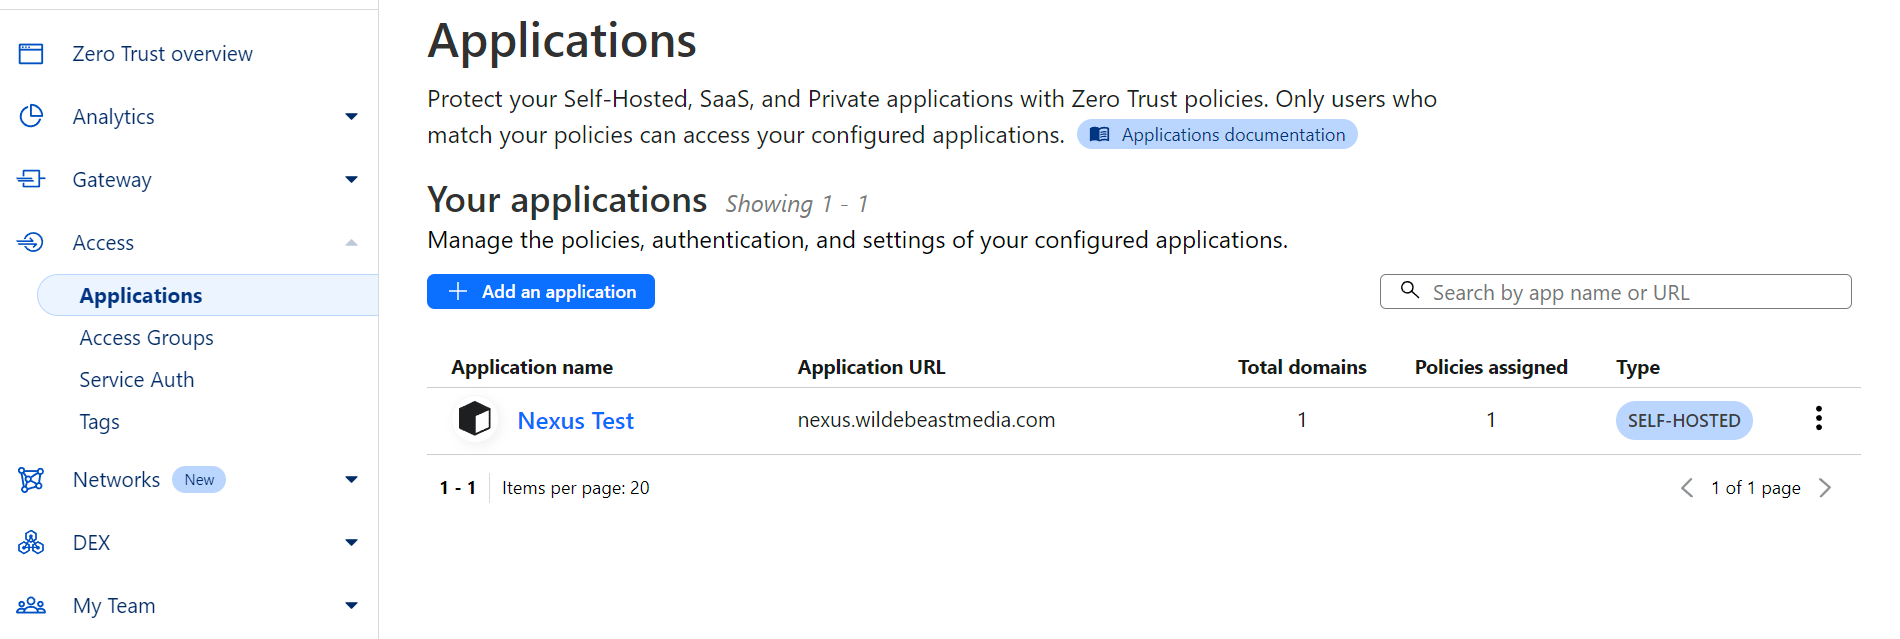 Zero Trust overview
Analytics
Gateway
Access
Applications
Access Groups
Service Auth
Tags
Networks New
DEX
My Team
Applications
Protect your Self-Hosted, SaaS, and Private applications with Zero Trust policies. Only users who
match your policies can access your configured applications. Applications documentation
Your applications Showing 1 - 1
Manage the policies, authentication, and settings of your configured applications.
Add an application
Search by app name or URL
Application name Application URL Total domains Policies assigned Type
Nexus Test nexus.wildebeastmedia.com 1 1 SELF-HOSTED
1 - 1 Items per page: 20 1 of 1 page